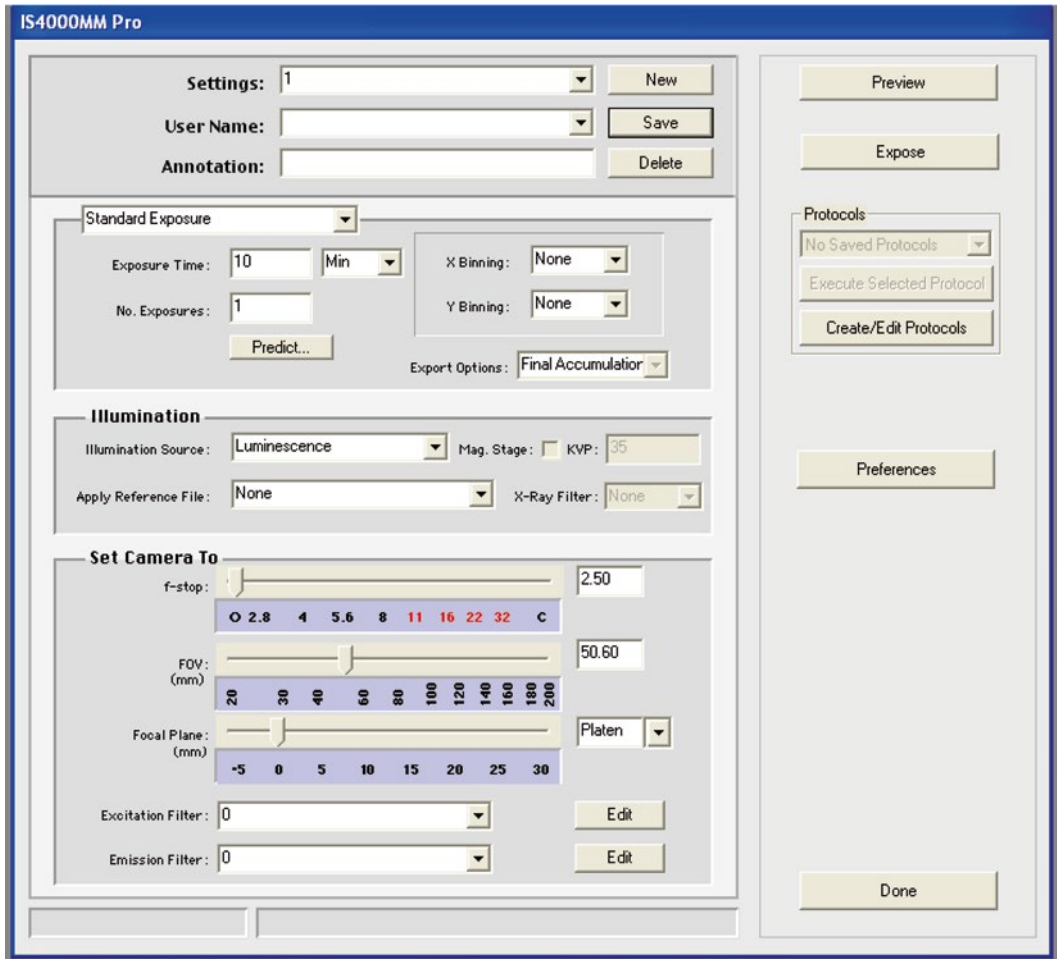 IS4000MM Pro
Settings: 1 New
User Name: Save
Annotation: Delete
Standard Exposure
Exposure Time: 10 Min
No. Exposures: 1
Predict...
X Binning: None
Y Binning: None
Export Options: Final Accumulation
Illumination
Illumination Source: Luminescence Mag. Stage: KVP: 35
Apply Reference File: None X-Ray Filter: None
Set Camera To
f-stop: 2.50
O 2.8 4 5.6 8 11 16 22 32 C
FOV: 50.60
(mm)
20 30 40 60 80 100 120 140 160 180 200
Focal Plane: Platen
(mm)
-5 0 5 10 15 20 25 30
Excitation Filter: 0 Edit
Emission Filter: 0 Edit
Preview
Expose
Protocols
No Saved Protocols
Execute Selected Protocol
Create/Edit Protocols
Preferences
Done